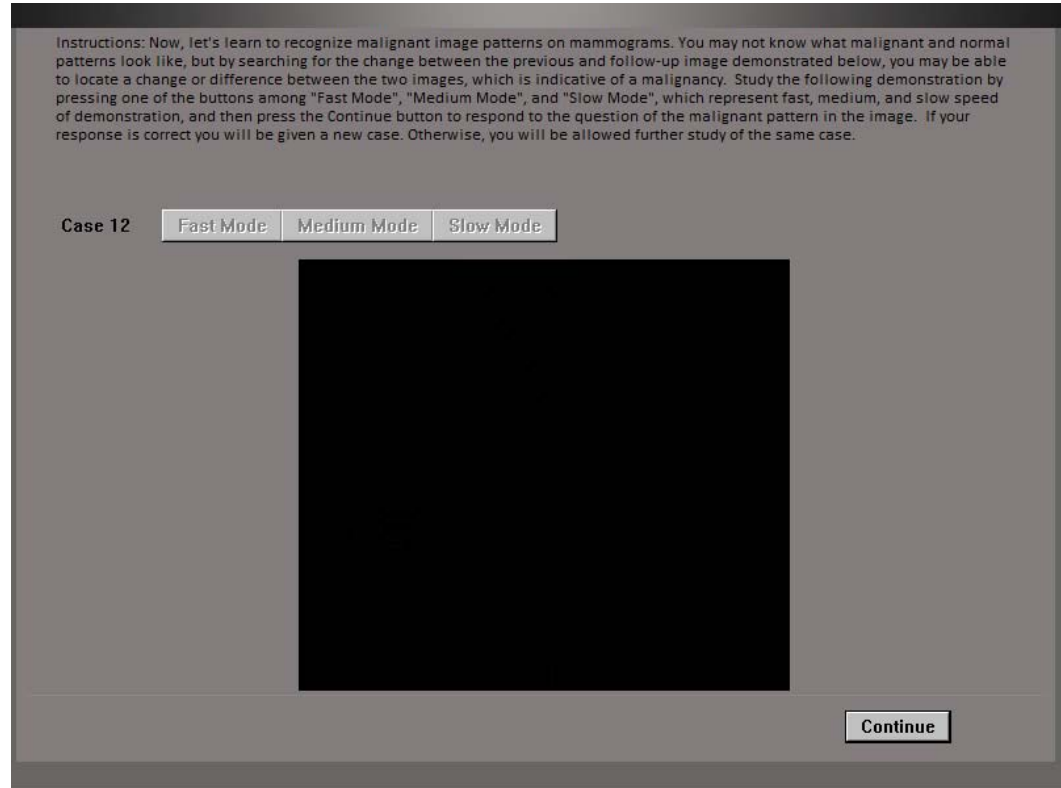 Instructions: Now, let's learn to recognize malignant image patterns on mammograms. You may not know what malignant and normal
patterns look like, but by searching for the change between the previous and follow-up image demonstrated below, you may be able
to locate a change or difference between the two images, which is indicative of a malignancy. Study the following demonstration by
pressing one of the buttons among "Fast Mode", "Medium Mode", and "Slow Mode", which represent fast, medium, and slow speed
of demonstration, and then press the Continue button to respond to the question of the malignant pattern in the image. If your
response is correct you will be given a new case. Otherwise, you will be allowed further study of the same case.
Case 12 Fast Mode Medium Mode Slow Mode
Continue